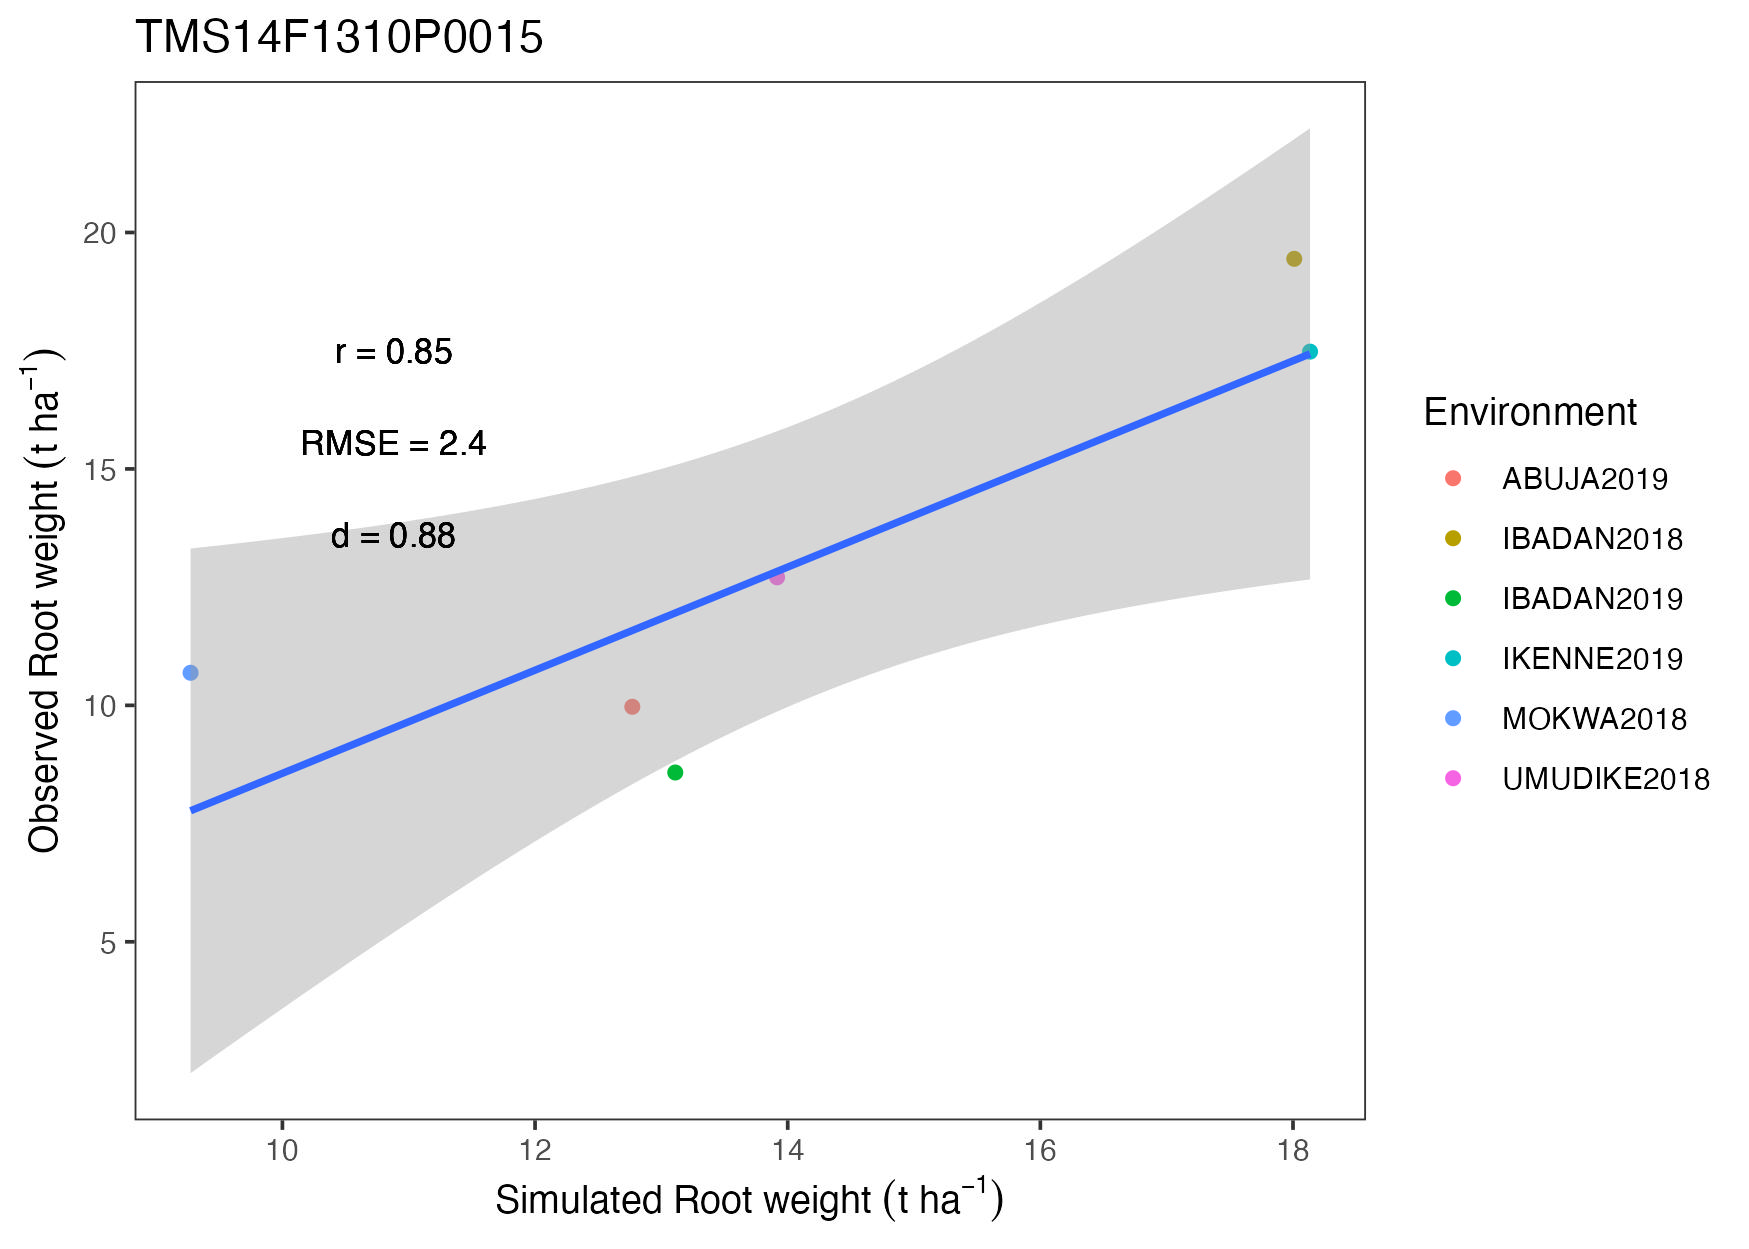 TMS14F1310P0015
20
15
10
5
r = 0.85
RMSE = 2.4
d = 0.88
Observed Root weight (t ha⁻¹)
10 12 14 16 18
Simulated Root weight (t ha⁻¹)
Environment
ABUJA2019
IBADAN2018
IBADAN2019
IKENNE2019
MOKWA2018
UMUDIKE2018